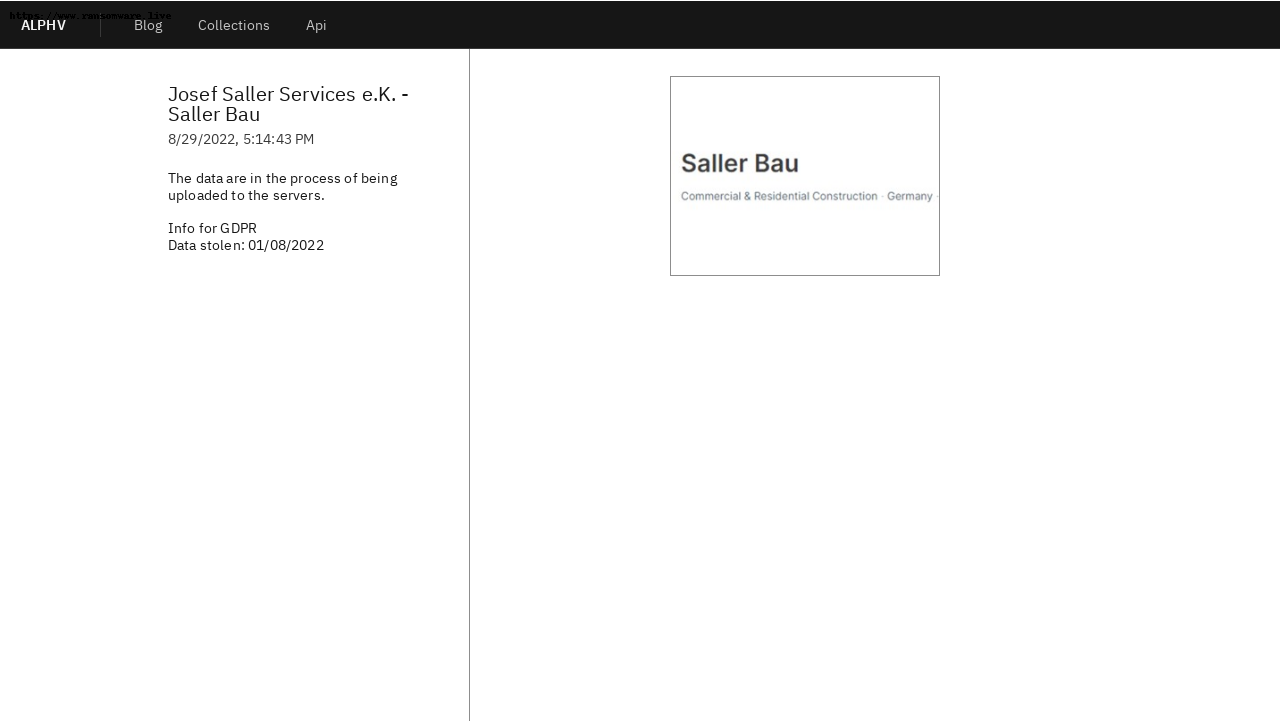 https://www.ransomware.live
ALPHV
Blog
Collections
Api
Josef Saller Services e.K. -
Saller Bau
8/29/2022, 5:14:43 PM
The data are in the process of being
uploaded to the servers.
Info for GDPR
Data stolen: 01/08/2022
Saller Bau
Commercial & Residential Construction · Germany ·